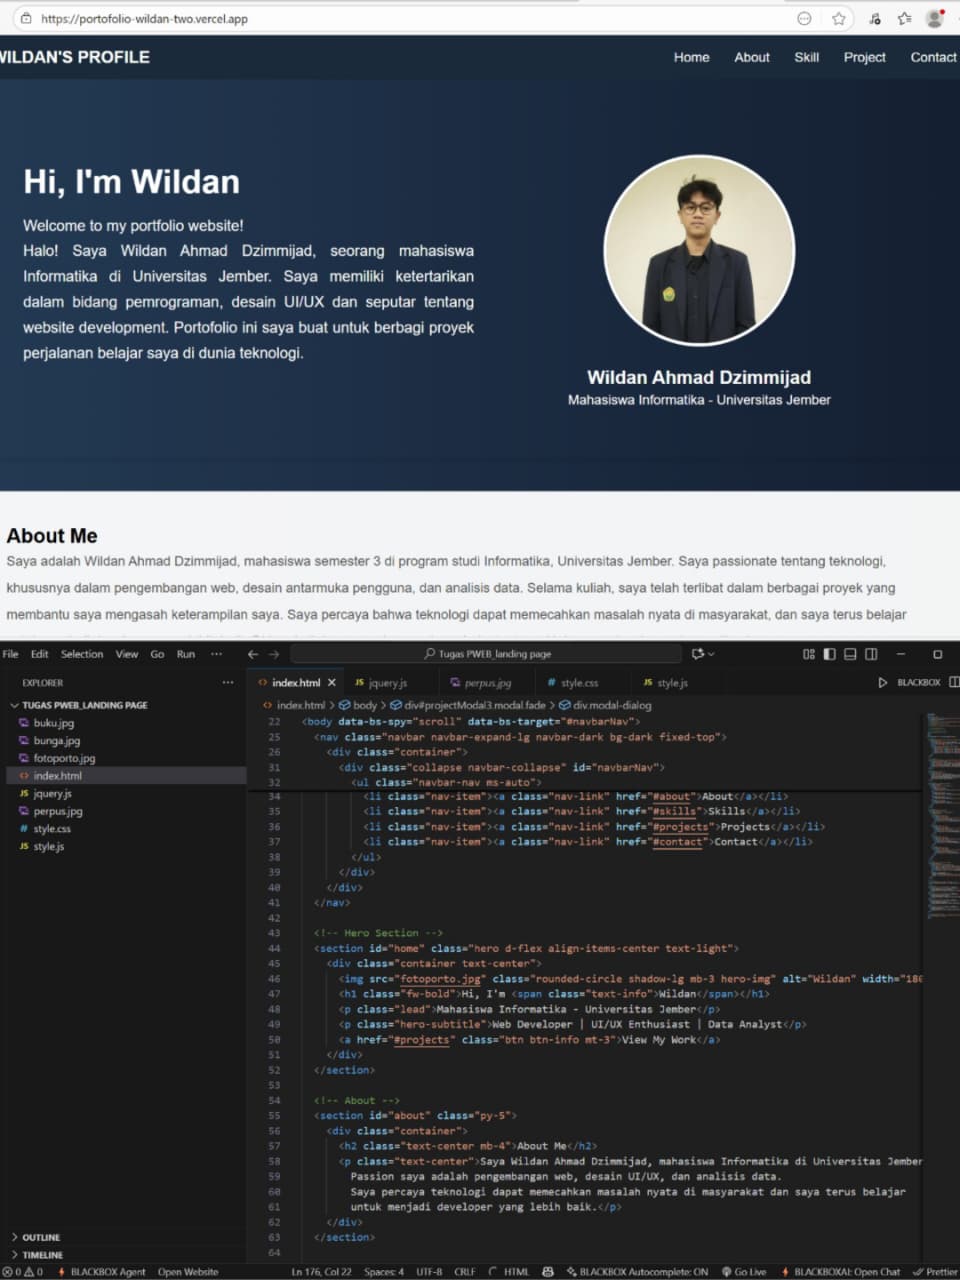 https://portofolio-wildan-two.vercel.app
WILDAN'S PROFILE
Home About Skill Project Contact
Hi, I'm Wildan
Welcome to my portfolio website!
Halo! Saya Wildan Ahmad Dzimmijad, seorang mahasiswa
Informatika di Universitas Jember. Saya memiliki ketertarikan
dalam bidang pemrograman, desain UI/UX dan seputar tentang
website development. Portofolio ini saya buat untuk berbagi proyek
perjalanan belajar saya di dunia teknologi.
Wildan Ahmad Dzimmijad
Mahasiswa Informatika - Universitas Jember
About Me
Saya adalah Wildan Ahmad Dzimmijad, mahasiswa semester 3 di program studi Informatika, Universitas Jember. Saya passionate tentang teknologi,
khususnya dalam pengembangan web, desain antarmuka pengguna, dan analisis data. Selama kuliah, saya telah terlibat dalam berbagai proyek yang
membantu saya mengasah keterampilan saya. Saya percaya bahwa teknologi dapat memecahkan masalah nyata di masyarakat, dan saya terus belajar
File Edit Selection View Go Run ··· Tugas PWEB_landing page
EXPLORER ···
TUGAS PWEB_LANDING PAGE
buku.jpg
bunga.jpg
fotoporto.jpg
<> index.html
JS jquery.js
perpus.jpg
# style.css
JS style.js
OUTLINE
TIMELINE
<> index.html JS jquery.js perpus.jpg # style.css JS style.js BLACKBOX
<> index.html > body > div#projectModal3.modal.fade > div.modal-dialog
22 <body data-bs-spy="scroll" data-bs-target="#navbarNav">
25 <nav class="navbar navbar-expand-lg navbar-dark bg-dark fixed-top">
26 <div class="container">
31 <div class="collapse navbar-collapse" id="navbarNav">
32 <ul class="navbar-nav ms-auto">
34 <li class="nav-item"><a class="nav-link" href="#about">About</a></li>
35 <li class="nav-item"><a class="nav-link" href="#skills">Skills</a></li>
36 <li class="nav-item"><a class="nav-link" href="#projects">Projects</a></li>
37 <li class="nav-item"><a class="nav-link" href="#contact">Contact</a></li>
38 </ul>
39 </div>
40 </div>
41 </nav>
42
43 <!-- Hero Section -->
44 <section id="home" class="hero d-flex align-items-center text-light">
45 <div class="container text-center">
46 <img src="fotoporto.jpg" class="rounded-circle shadow-lg mb-3 hero-img" alt="Wildan" width="180
47 <h1 class="fw-bold">Hi, I'm <span class="text-info">Wildan</span></h1>
48 <p class="lead">Mahasiswa Informatika - Universitas Jember</p>
49 <p class="hero-subtitle">Web Developer | UI/UX Enthusiast | Data Analyst</p>
50 <a href="#projects" class="btn btn-info mt-3">View My Work</a>
51 </div>
52 </section>
53
54 <!-- About -->
55 <section id="about" class="py-5">
56 <div class="container">
57 <h2 class="text-center mb-4">About Me</h2>
58 <p class="text-center">Saya Wildan Ahmad Dzimmijad, mahasiswa Informatika di Universitas Jember
59 Passion saya adalah pengembangan web, desain UI/UX, dan analisis data.
60 Saya percaya teknologi dapat memecahkan masalah nyata di masyarakat dan saya terus belajar
61 untuk menjadi developer yang lebih baik.</p>
62 </div>
63 </section>
64
0 0 BLACKBOX Agent Open Website Ln 176, Col 22 Spaces: 4 UTF-8 CRLF HTML BLACKBOX Autocomplete: ON Go Live BLACKBOXAI: Open Chat Prettier